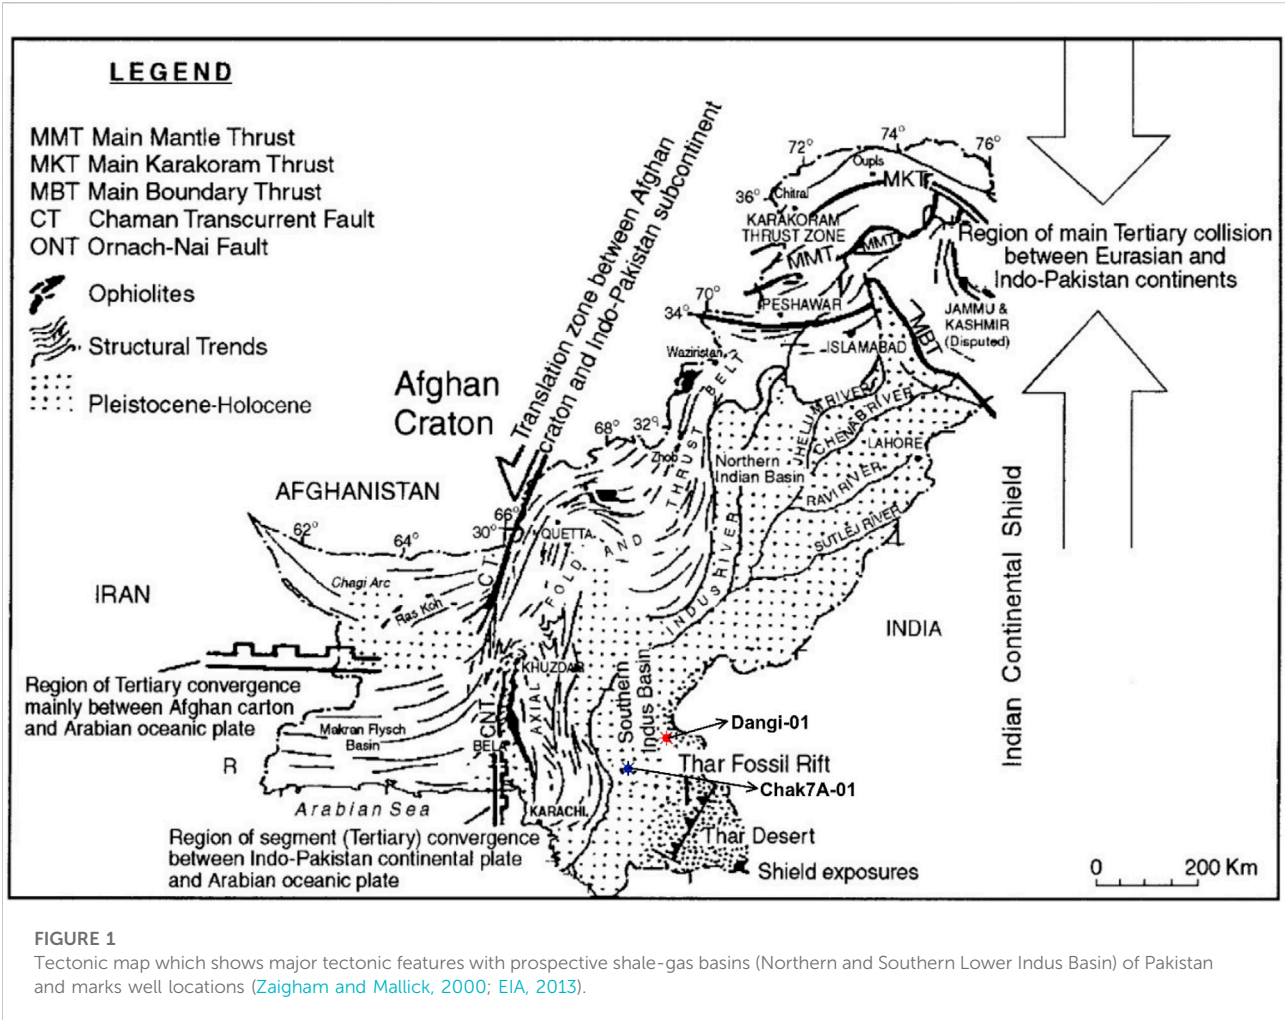 LEGEND
MMT Main Mantle Thrust
MKT Main Karakoram Thrust
MBT Main Boundary Thrust
CT Chaman Transcurrent Fault
ONT Ornach-Nai Fault
Ophiolites
Structural Trends
Pleistocene-Holocene
Translation zone between Afghan
craton and Indo-Pakistan subcontinent
Afghan
Craton
72°
74°
76°
Oupls
MKT
36°
Chitral
KARAKORAM
THRUST ZONE
MMT
MMT
Region of main Tertiary collision
between Eurasian and
Indo-Pakistan continents
70°
34°
PESHAWAR
JAMMU &
KASHMIR
(Disputed)
MBT
ISLAMABAD
Waziristan
68°
32°
Zhob
FOLD AND THRUST BELT
Northern
Indian Basin
JHELUM RIVER
CHENAB RIVER
LAHORE
RAVI RIVER
SUTLEJ RIVER
INDUS RIVER
AFGHANISTAN
62°
64°
66°
30°
QUETTA
CT
Chagi Arc
Ras Koh
IRAN
INDIA
Indian Continental Shield
KHUZDAR
AXIAL
Southern
Indus Basin
Region of Tertiary convergence
mainly between Afghan carton
and Arabian oceanic plate
Makran Flysch
Basin
CNT
BELA
R
Dangi-01
Thar Fossil Rift
Chak7A-01
Arabian Sea
KARACHI
Thar Desert
Region of segment (Tertiary) convergence
between Indo-Pakistan continental plate
and Arabian oceanic plate
Shield exposures
0 200 Km
FIGURE 1
Tectonic map which shows major tectonic features with prospective shale-gas basins (Northern and Southern Lower Indus Basin) of Pakistan
and marks well locations (Zaigham and Mallick, 2000; EIA, 2013).